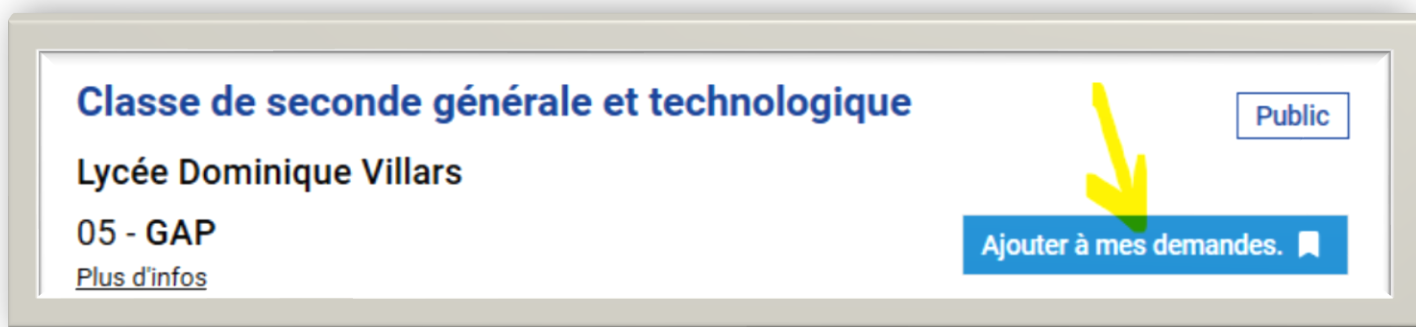 Classe de seconde générale et technologique
Public
Lycée Dominique Villars
05 - GAP
Ajouter à mes demandes.
Plus d'infos